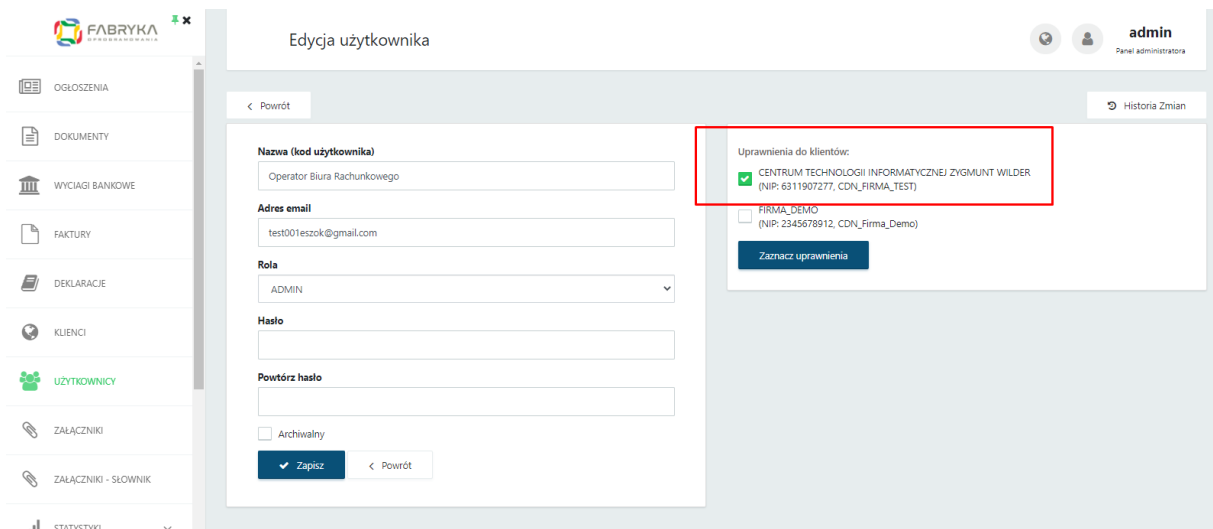 FABRYKA
OPROGRAMOWANIA
OGŁOSZENIA
DOKUMENTY
WYCIAGI BANKOWE
FAKTURY
DEKLARACJE
KLIENCI
UŻYTKOWNICY
ZAŁĄCZNIKI
ZAŁĄCZNIKI - SŁOWNIK
STATYSTYKI
Edycja użytkownika
admin
Panel administratora
Powrót
Historia Zmian
Nazwa (kod użytkownika)
Operator Biura Rachunkowego
Adres email
test001eszok@gmail.com
Rola
ADMIN
Hasło
Powtórz hasło
Archiwalny
Zapisz
Powrót
Uprawnienia do klientów:
CENTRUM TECHNOLOGII INFORMATYCZNEJ ZYGMUNT WILDER
(NIP: 6311907277, CDN_FIRMA_TEST)
FIRMA_DEMO
(NIP: 2345678912, CDN_Firma_Demo)
Zaznacz uprawnienia